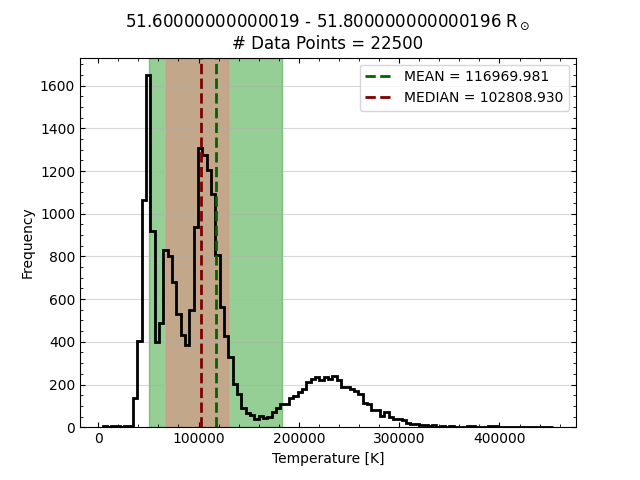 51.60000000000019 - 51.800000000000196 R☉
# Data Points = 22500
MEAN = 116969.981
MEDIAN = 102808.930
Frequency
1600
1400
1200
1000
800
600
400
200
0
0 100000 200000 300000 400000
Temperature [K]